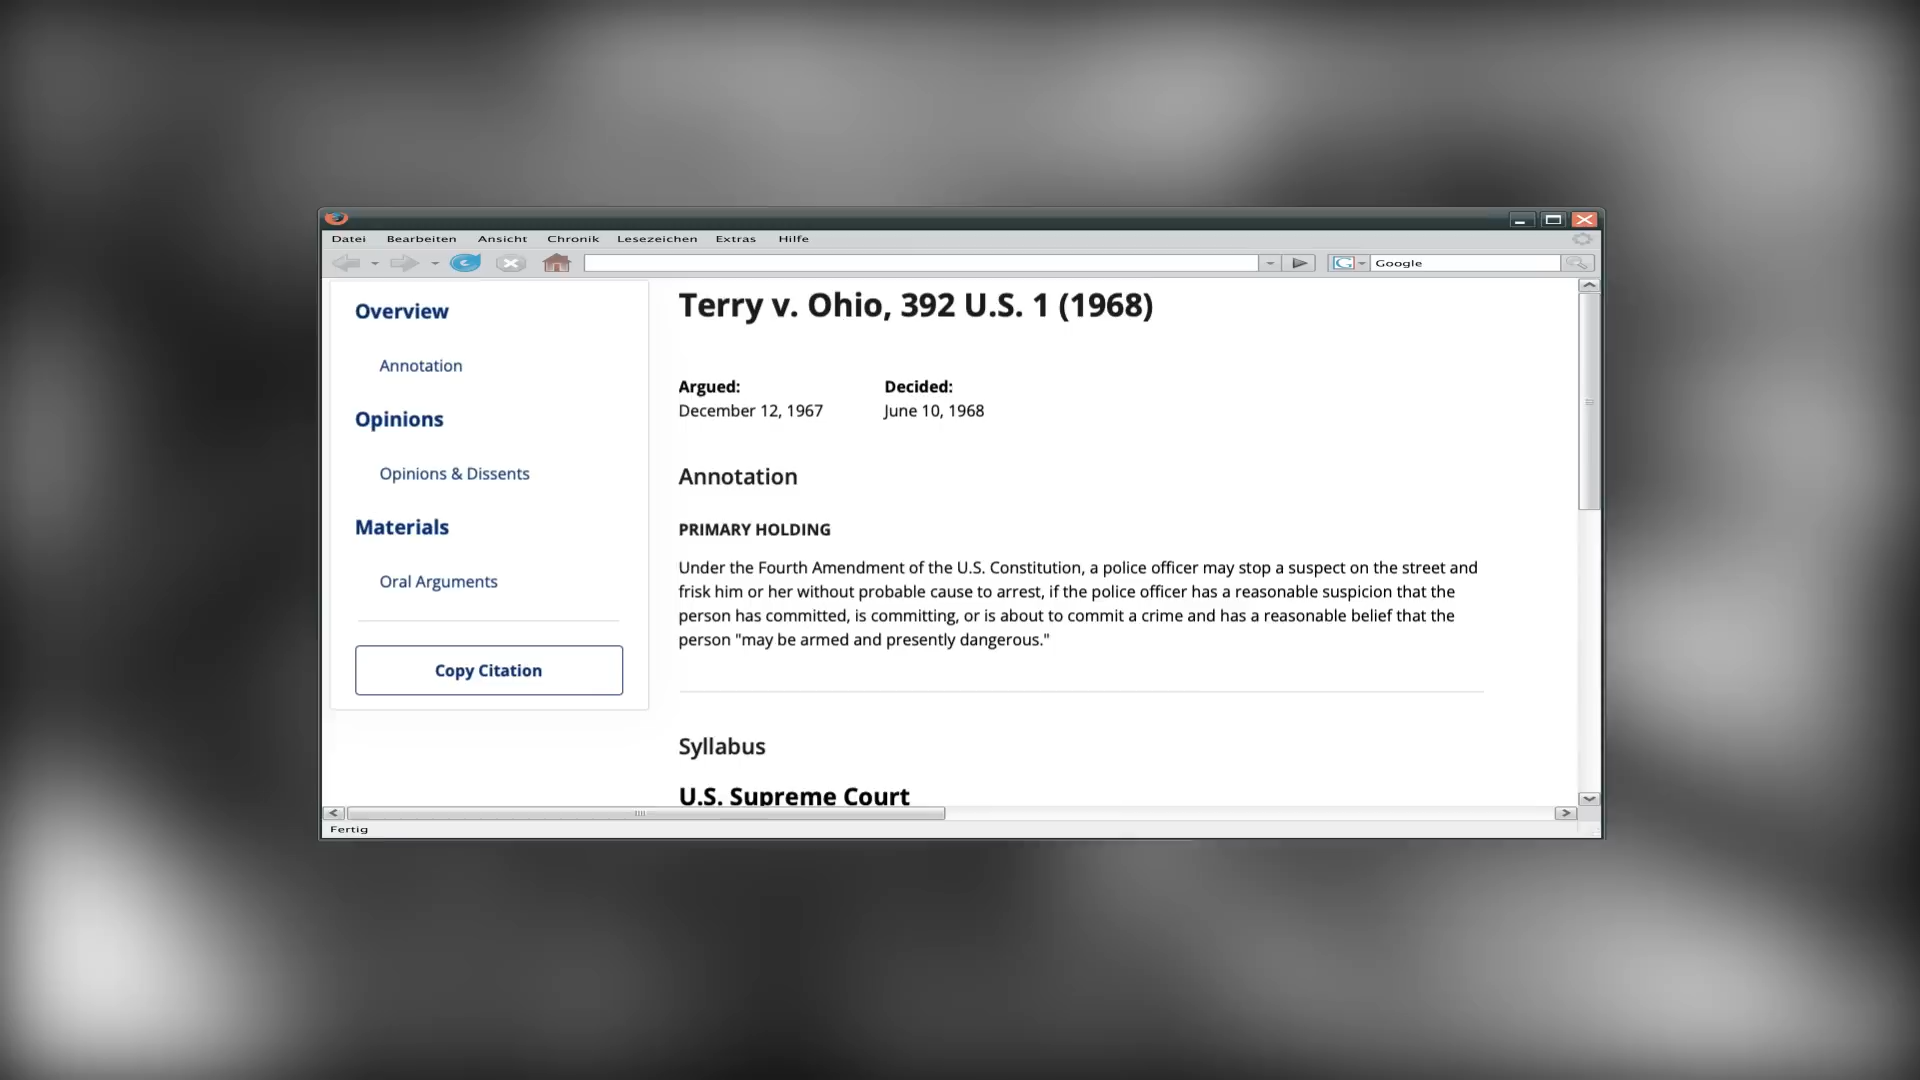 Datei Bearbeiten Ansicht Chronik Lesezeichen Extras Hilfe
Google
Overview
Annotation
Opinions
Opinions & Dissents
Materials
Oral Arguments
Copy Citation
Terry v. Ohio, 392 U.S. 1 (1968)
Argued: Decided:
December 12, 1967 June 10, 1968
Annotation
PRIMARY HOLDING
Under the Fourth Amendment of the U.S. Constitution, a police officer may stop a suspect on the street and
frisk him or her without probable cause to arrest, if the police officer has a reasonable suspicion that the
person has committed, is committing, or is about to commit a crime and has a reasonable belief that the
person "may be armed and presently dangerous."
Syllabus
U.S. Supreme Court
Fertig